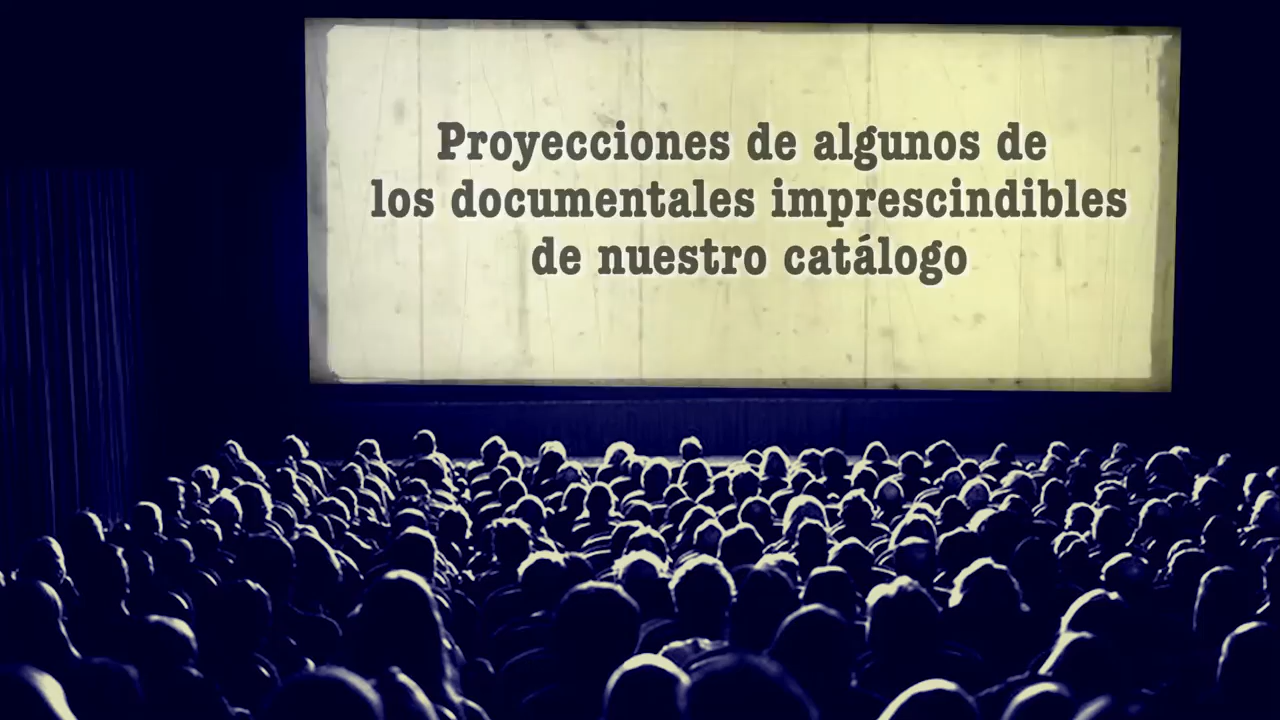 Proyecciones de algunos de
los documentales imprescindibles
de nuestro catálogo